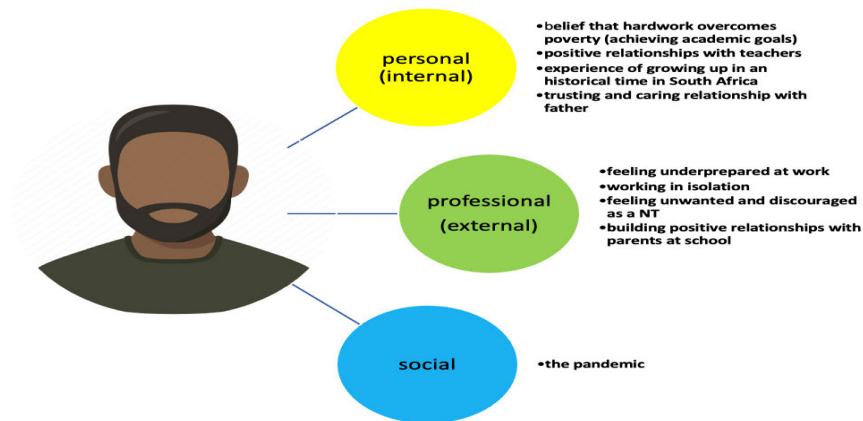 personal
(internal)
•belief that hardwork overcomes
poverty (achieving academic goals)
•positive relationships with teachers
•experience of growing up in an
historical time in South Africa
•trusting and caring relationship with
father
professional
(external)
•feeling underprepared at work
•working in isolation
•feeling unwanted and discouraged
as a NT
•building positive relationships with
parents at school
social
•the pandemic